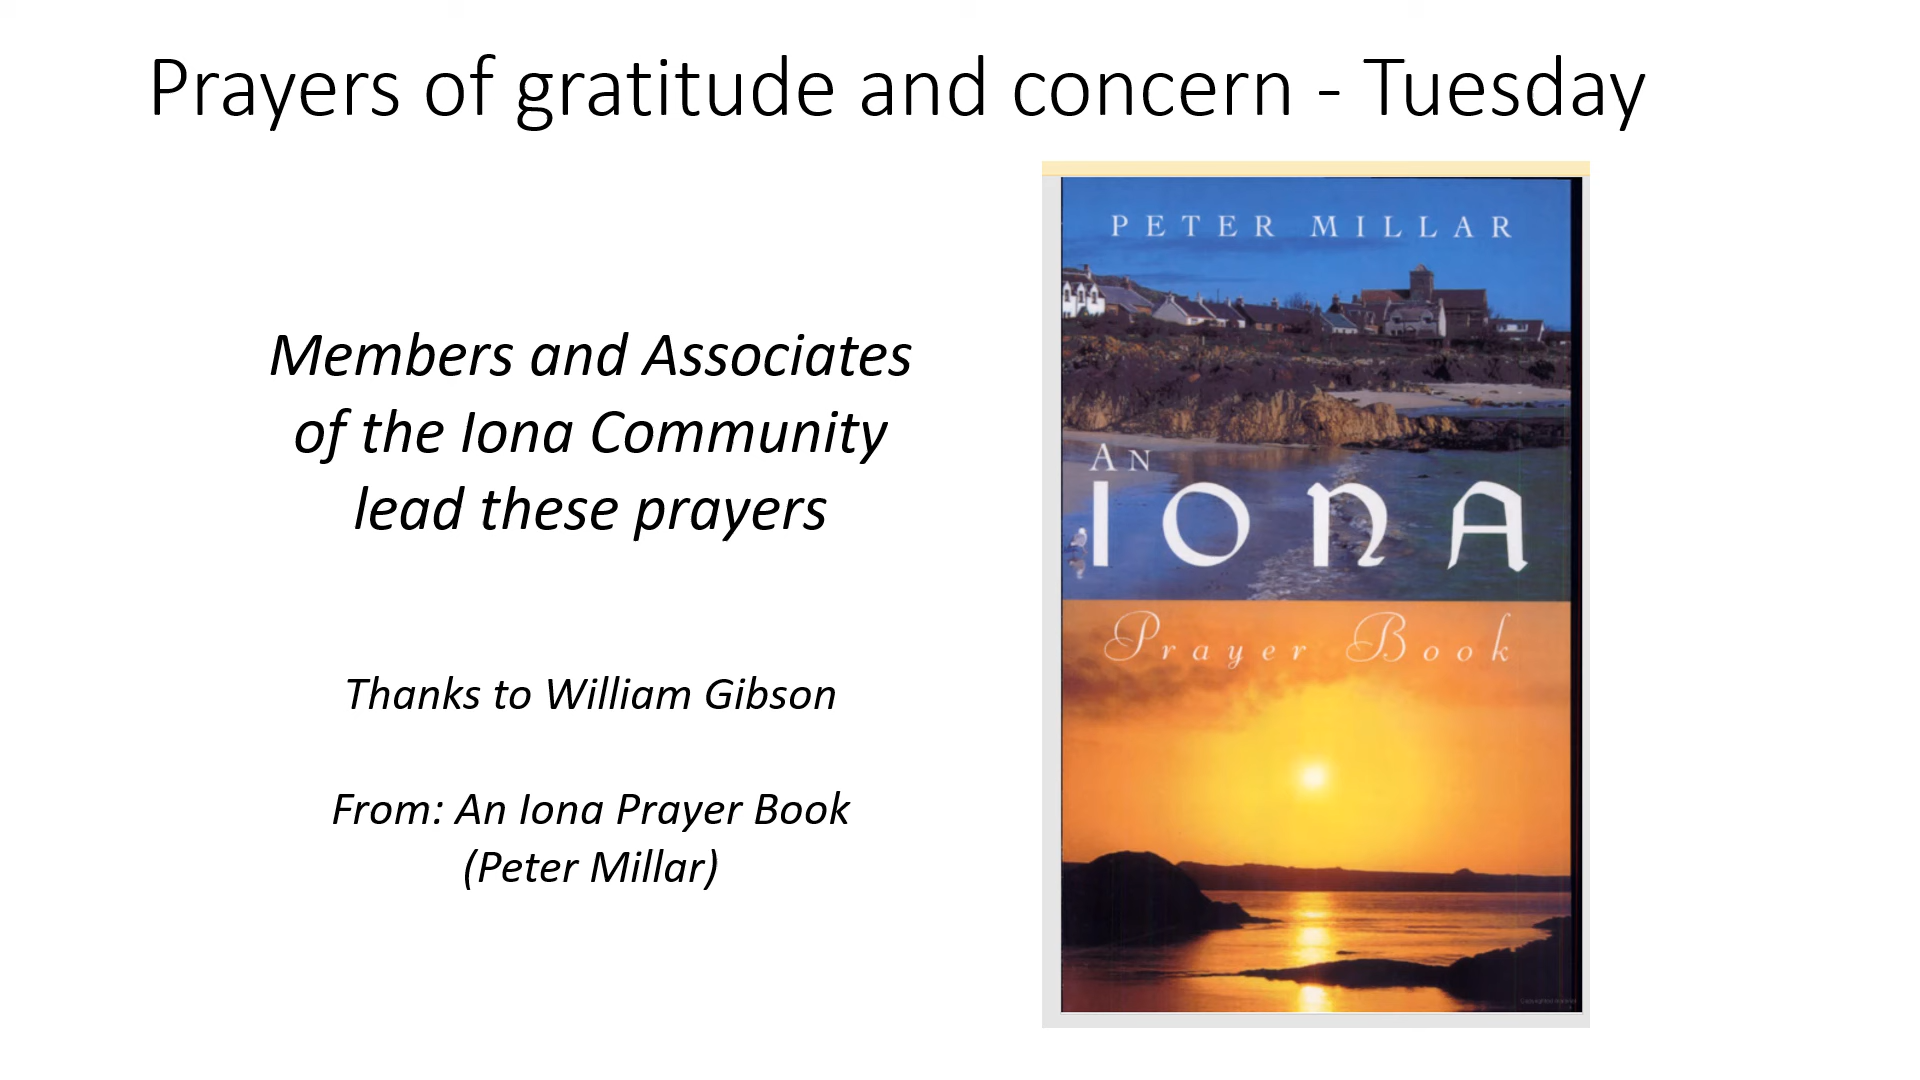 Prayers of gratitude and concern - Tuesday
Members and Associates
of the Iona Community
lead these prayers
Thanks to William Gibson
From: An Iona Prayer Book
(Peter Millar)
PETER MILLAR
AN
IONA
Prayer Book